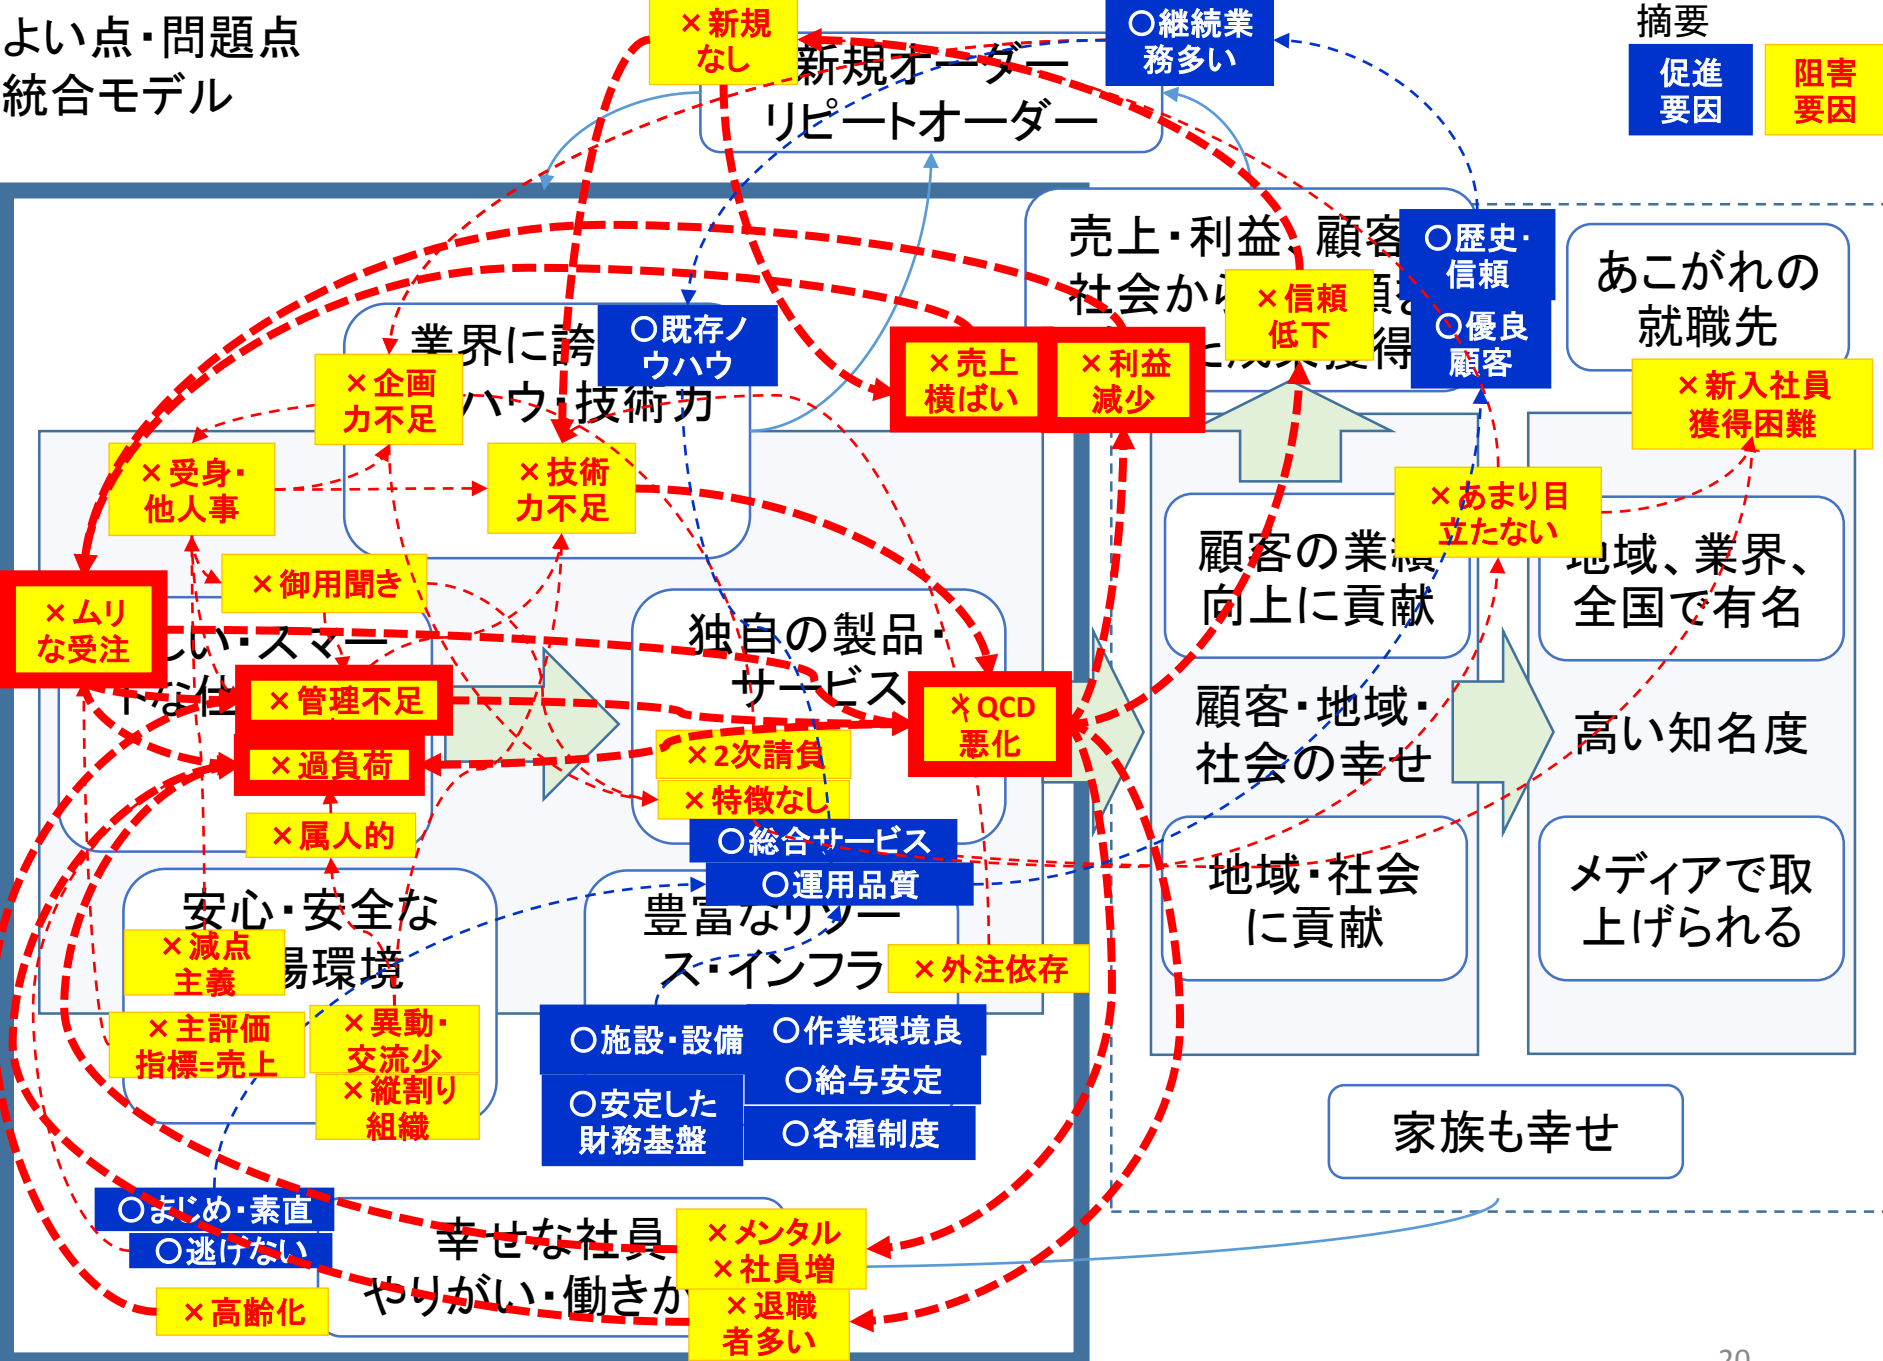 よい点・問題点
統合モデル
×新規
なし
新規オーダー
リピートオーダー
○継続業
務多い
摘要
促進
要因
阻害
要因
売上・利益、顧客
社会から
獲得
×信頼
低下
○歴史・
信頼
○優良
顧客
あこがれの
就職先
×新入社員
獲得困難
業界に誇
ハウ・技術力
○既存ノ
ウハウ
×企画
力不足
×売上
横ばい
×利益
減少
×受身・
他人事
×技術
力不足
×あまり目
立たない
顧客の業績
向上に貢献
地域、業界、
全国で有名
×御用聞き
×ムリ
な受注
しい・スマー
トな仕
×管理不足
×過負荷
×属人的
独自の製品・
サービス
×QCD
悪化
×2次請負
×特徴なし
○総合サービス
○運用品質
顧客・地域・
社会の幸せ
高い知名度
地域・社会
に貢献
メディアで取
上げられる
安心・安全な
場環境
×減点
主義
×主評価
指標=売上
×異動・
交流少
×縦割り
組織
豊富なリソー
ス・インフラ
×外注依存
○施設・設備
○作業環境良
○給与安定
○安定した
財務基盤
○各種制度
家族も幸せ
○まじめ・素直
○逃げない
×高齢化
幸せな社員
やりがい・働きが
×メンタル
×社員増
×退職
者多い
20